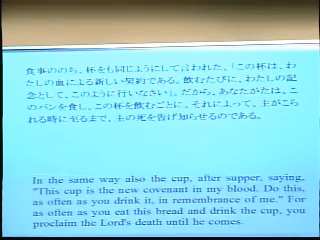 食事ののち、杯をも同じようにして言われた、「この杯は、わ
たしの血による新しい契約である。飲むたびに、わたしの記
念として、このように行いなさい」。だから、あなたがたは、こ
のパンを食し、この杯を飲むごとに、それによって、主がこら
れる時に至るまで、主の死を告げ知らせるのである。
In the same way also the cup, after supper, saying,
"This cup is the new covenant in my blood. Do this,
as often as you drink it, in remembrance of me." For
as often as you eat this bread and drink the cup, you
proclaim the Lord's death until he comes.